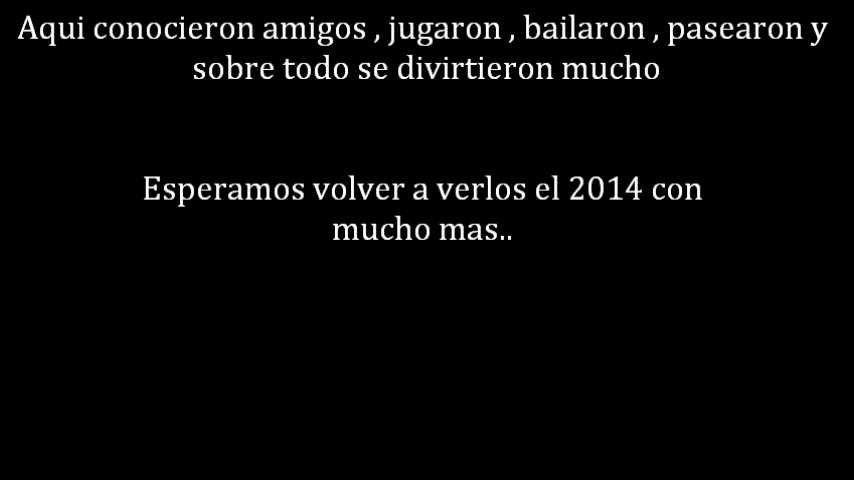 Aqui conocieron amigos , jugaron , bailaron , pasearon y
sobre todo se divirtieron mucho
Esperamos volver a verlos el 2014 con
mucho mas..